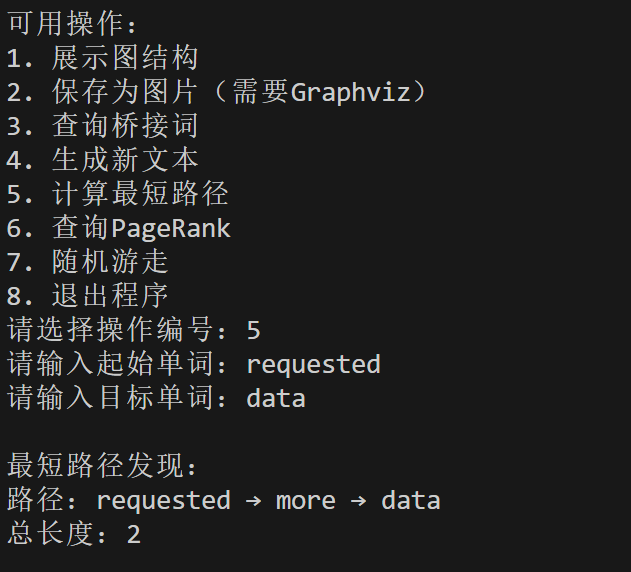 可用操作：
1. 展示图结构
2. 保存为图片（需要Graphviz）
3. 查询桥接词
4. 生成新文本
5. 计算最短路径
6. 查询PageRank
7. 随机游走
8. 退出程序
请选择操作编号：5
请输入起始单词：requested
请输入目标单词：data
最短路径发现：
路径：requested → more → data
总长度：2